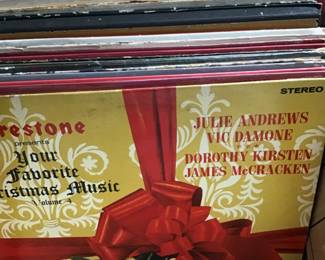 STEREO
restone
presents
Your
Favorite
ristmas Music
Volume 4
JULIE ANDREWS
VIC DAMONE
DOROTHY KIRSTEN
JAMES McCRACKEN